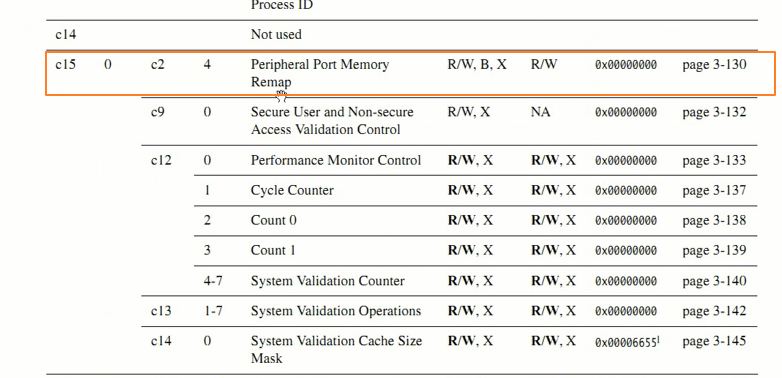 Process ID
c14 Not used
c15 0 c2 4 Peripheral Port Memory R/W, B, X R/W 0x00000000 page 3-130
Remap
c9 0 Secure User and Non-secure R/W, X NA 0x00000000 page 3-132
Access Validation Control
c12 0 Performance Monitor Control R/W, X R/W, X 0x00000000 page 3-133
1 Cycle Counter R/W, X R/W, X 0x00000000 page 3-137
2 Count 0 R/W, X R/W, X 0x00000000 page 3-138
3 Count 1 R/W, X R/W, X 0x00000000 page 3-139
4-7 System Validation Counter R/W, X R/W, X 0x00000000 page 3-140
c13 1-7 System Validation Operations R/W, X R/W, X 0x00000000 page 3-142
c14 0 System Validation Cache Size R/W, X R/W, X 0x00006655l page 3-145
Mask